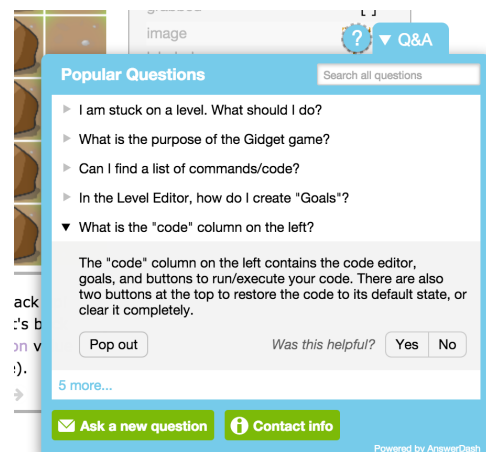 [ ]
image
? ▼ Q&A
Popular Questions
Search all questions
I am stuck on a level. What should I do?
What is the purpose of the Gidget game?
Can I find a list of commands/code?
In the Level Editor, how do I create "Goals"?
What is the "code" column on the left?
The "code" column on the left contains the code editor,
goals, and buttons to run/execute your code. There are also
two buttons at the top to restore the code to its default state, or
clear it completely.
ack
t's b
on v
e).
Pop out Was this helpful? Yes No
5 more...
Ask a new question Contact info
Powered by AnswerDash